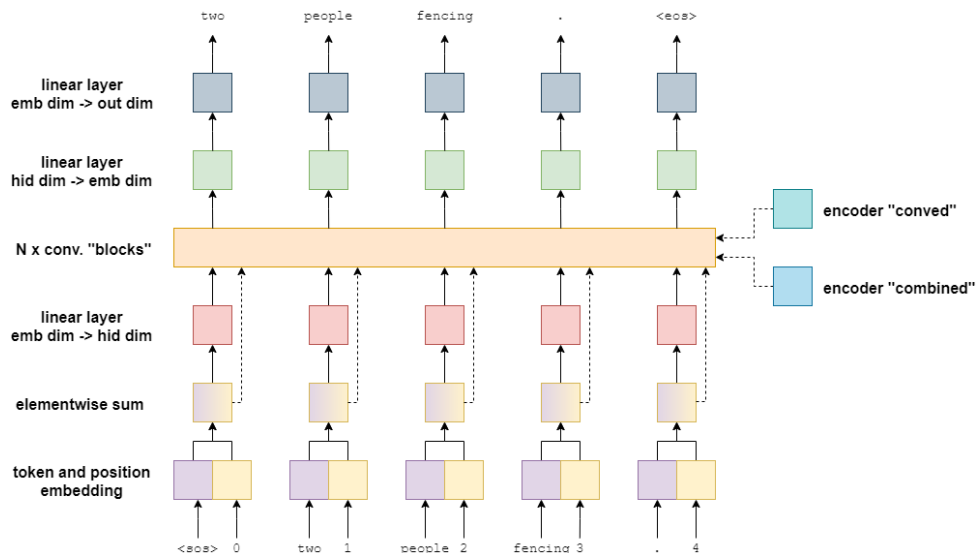 two people fencing . <eos>
linear layer
emb dim -> out dim
linear layer
hid dim -> emb dim
encoder "conved"
N x conv. "blocks"
encoder "combined"
linear layer
emb dim -> hid dim
elementwise sum
token and position
embedding
<sos> 0 two 1 people 2 fencing 3 . 4